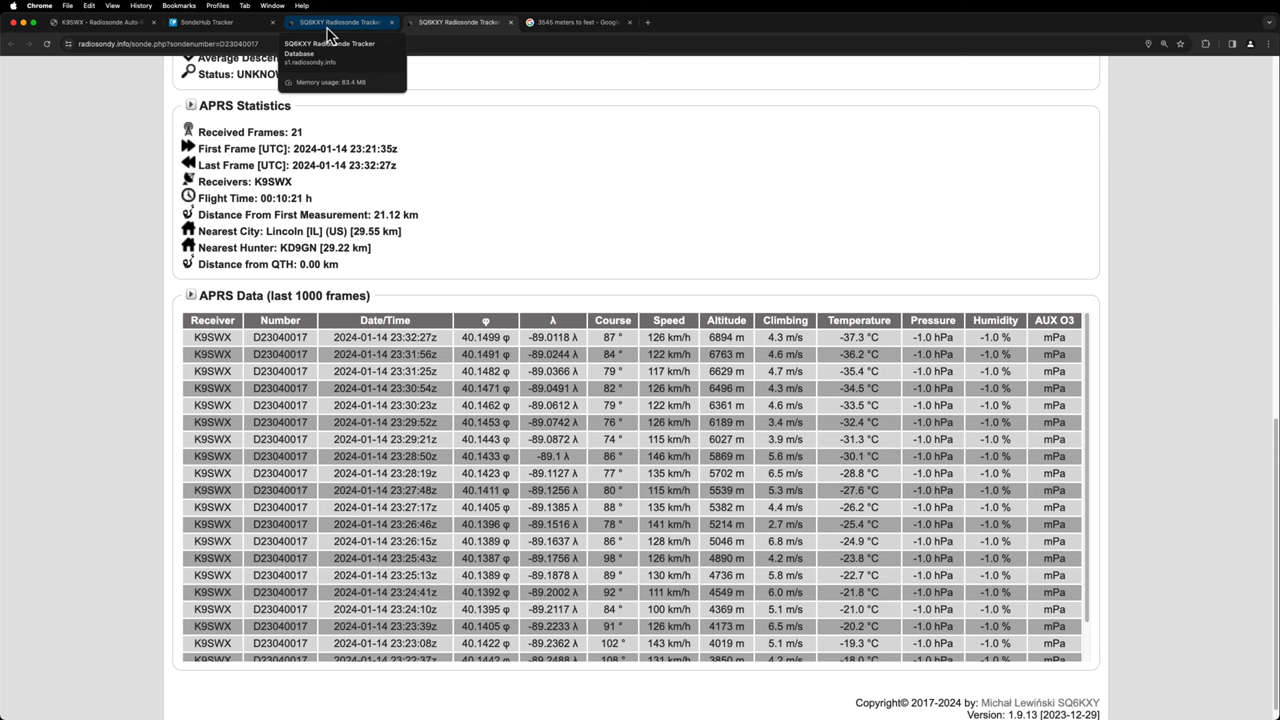 Chrome File Edit View History Bookmarks Profiles Tab Window Help
K9SWX - Radiosonde Auto-R SondeHub Tracker SQ6KXY Radiosonde Tracker SQ6KXY Radiosonde Tracker 3545 meters to feet - Google
radiosondy.info/sonde.php?sondenumber=D23040017
SQ6KXY Radiosonde Tracker
Database
s1.radiosondy.info
Memory usage: 83.4 MB
Average Descen
Status: UNKNOW
APRS Statistics
Received Frames: 21
First Frame [UTC]: 2024-01-14 23:21:35z
Last Frame [UTC]: 2024-01-14 23:32:27z
Receivers: K9SWX
Flight Time: 00:10:21 h
Distance From First Measurement: 21.12 km
Nearest City: Lincoln [IL] (US) [29.55 km]
Nearest Hunter: KD9GN [29.22 km]
Distance from QTH: 0.00 km
APRS Data (last 1000 frames)
Receiver Number Date/Time φ λ Course Speed Altitude Climbing Temperature Pressure Humidity AUX O3
K9SWX D23040017 2024-01-14 23:32:27z 40.1499 φ -89.0118 λ 87 ° 126 km/h 6894 m 4.3 m/s -37.3 °C -1.0 hPa -1.0 % mPa
K9SWX D23040017 2024-01-14 23:31:56z 40.1491 φ -89.0244 λ 84 ° 122 km/h 6763 m 4.6 m/s -36.2 °C -1.0 hPa -1.0 % mPa
K9SWX D23040017 2024-01-14 23:31:25z 40.1482 φ -89.0366 λ 79 ° 117 km/h 6629 m 4.7 m/s -35.4 °C -1.0 hPa -1.0 % mPa
K9SWX D23040017 2024-01-14 23:30:54z 40.1471 φ -89.0491 λ 82 ° 126 km/h 6496 m 4.3 m/s -34.5 °C -1.0 hPa -1.0 % mPa
K9SWX D23040017 2024-01-14 23:30:23z 40.1462 φ -89.0612 λ 79 ° 122 km/h 6361 m 4.6 m/s -33.5 °C -1.0 hPa -1.0 % mPa
K9SWX D23040017 2024-01-14 23:29:52z 40.1453 φ -89.0742 λ 76 ° 126 km/h 6189 m 3.4 m/s -32.4 °C -1.0 hPa -1.0 % mPa
K9SWX D23040017 2024-01-14 23:29:21z 40.1443 φ -89.0872 λ 74 ° 115 km/h 6027 m 3.9 m/s -31.3 °C -1.0 hPa -1.0 % mPa
K9SWX D23040017 2024-01-14 23:28:50z 40.1433 φ -89.1 λ 86 ° 146 km/h 5869 m 5.6 m/s -30.1 °C -1.0 hPa -1.0 % mPa
K9SWX D23040017 2024-01-14 23:28:19z 40.1423 φ -89.1127 λ 77 ° 135 km/h 5702 m 6.5 m/s -28.8 °C -1.0 hPa -1.0 % mPa
K9SWX D23040017 2024-01-14 23:27:48z 40.1411 φ -89.1256 λ 80 ° 115 km/h 5539 m 5.3 m/s -27.6 °C -1.0 hPa -1.0 % mPa
K9SWX D23040017 2024-01-14 23:27:17z 40.1405 φ -89.1385 λ 88 ° 135 km/h 5382 m 4.4 m/s -26.2 °C -1.0 hPa -1.0 % mPa
K9SWX D23040017 2024-01-14 23:26:46z 40.1396 φ -89.1516 λ 78 ° 141 km/h 5214 m 2.7 m/s -25.4 °C -1.0 hPa -1.0 % mPa
K9SWX D23040017 2024-01-14 23:26:15z 40.1389 φ -89.1637 λ 86 ° 128 km/h 5046 m 6.8 m/s -24.9 °C -1.0 hPa -1.0 % mPa
K9SWX D23040017 2024-01-14 23:25:43z 40.1387 φ -89.1756 λ 98 ° 126 km/h 4890 m 4.2 m/s -23.8 °C -1.0 hPa -1.0 % mPa
K9SWX D23040017 2024-01-14 23:25:13z 40.1389 φ -89.1878 λ 89 ° 130 km/h 4736 m 5.8 m/s -22.7 °C -1.0 hPa -1.0 % mPa
K9SWX D23040017 2024-01-14 23:24:41z 40.1392 φ -89.2002 λ 92 ° 111 km/h 4549 m 6.0 m/s -21.8 °C -1.0 hPa -1.0 % mPa
K9SWX D23040017 2024-01-14 23:24:10z 40.1395 φ -89.2117 λ 84 ° 100 km/h 4369 m 5.1 m/s -21.0 °C -1.0 hPa -1.0 % mPa
K9SWX D23040017 2024-01-14 23:23:39z 40.1405 φ -89.2233 λ 91 ° 126 km/h 4173 m 6.5 m/s -20.2 °C -1.0 hPa -1.0 % mPa
K9SWX D23040017 2024-01-14 23:23:08z 40.1422 φ -89.2362 λ 102 ° 143 km/h 4019 m 5.1 m/s -19.3 °C -1.0 hPa -1.0 % mPa
K9SWX D23040017 2024-01-14 23:22:37z 40.1442 φ -89.2488 λ 108 ° 131 km/h 3850 m 4.2 m/s -18.0 °C -1.0 hPa -1.0 % mPa
Copyright© 2017-2024 by: Michał Lewiński SQ6KXY
Version: 1.9.13 [2023-12-29]